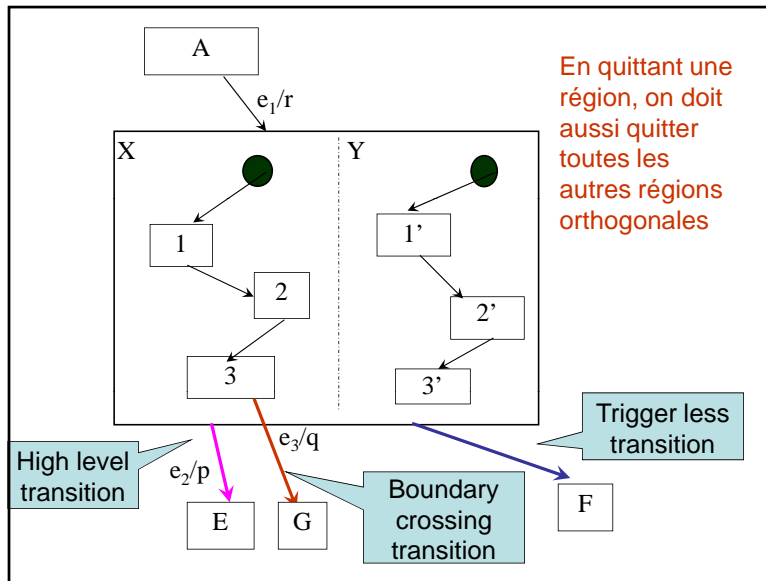 A
e1/r
En quittant une
région, on doit
aussi quitter
toutes les
autres régions
orthogonales
X
Y
1
1’
2
2’
3
3’
High level
transition
e2/p
e3/q
Boundary
crossing
transition
Trigger less
transition
E
G
F